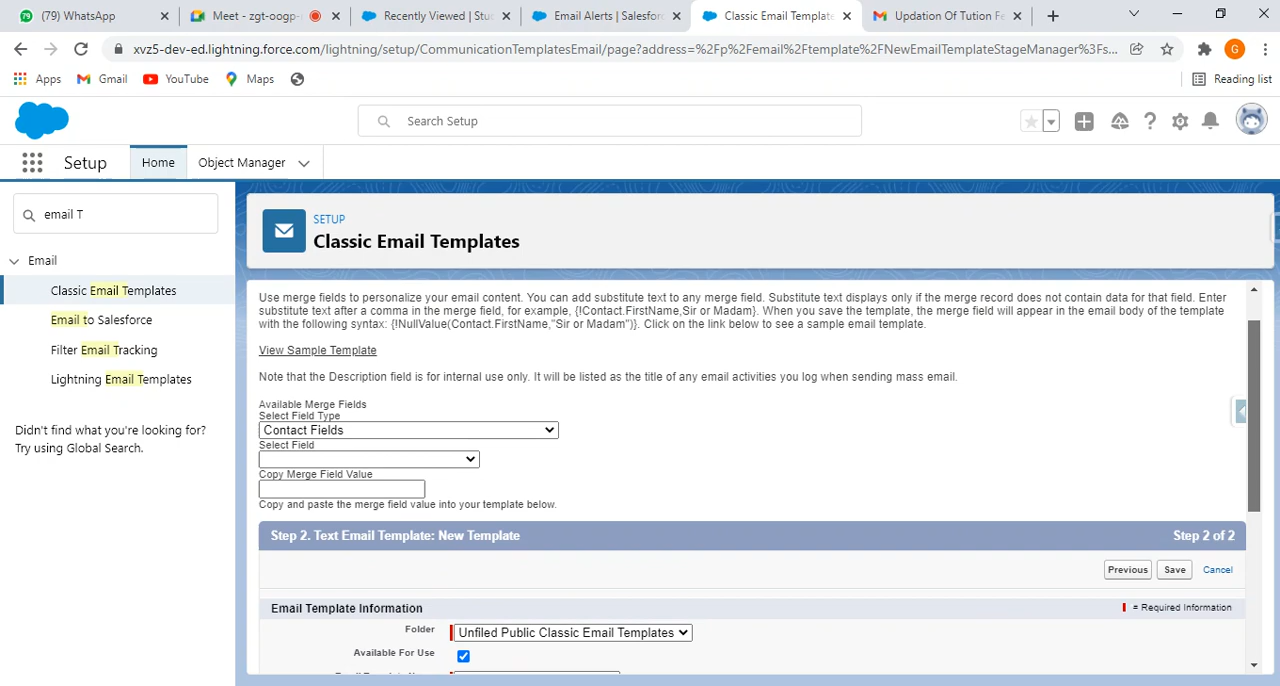 (79) WhatsApp
Meet - zgt-oogp-
Recently Viewed | Stu
Email Alerts | Salesfor
Classic Email Template
Updation Of Tution Fe
xvz5-dev-ed.lightning.force.com/lightning/setup/CommunicationTemplatesEmail/page?address=%2Fp%2Femail%2Ftemplate%2FNewEmailTemplateStageManager%3Fs...
G
Apps
Gmail
YouTube
Maps
Reading list
Search Setup
Setup
Home
Object Manager
email T
Email
Classic Email Templates
Email to Salesforce
Filter Email Tracking
Lightning Email Templates
Didn't find what you're looking for?
Try using Global Search.
SETUP
Classic Email Templates
Use merge fields to personalize your email content. You can add substitute text to any merge field. Substitute text displays only if the merge record does not contain data for that field. Enter
substitute text after a comma in the merge field, for example, {!Contact.FirstName,Sir or Madam}. When you save the template, the merge field will appear in the email body of the template
with the following syntax: {!NullValue(Contact.FirstName,"Sir or Madam")}. Click on the link below to see a sample email template.
View Sample Template
Note that the Description field is for internal use only. It will be listed as the title of any email activities you log when sending mass email.
Available Merge Fields
Select Field Type
Contact Fields
Select Field
Copy Merge Field Value
Copy and paste the merge field value into your template below.
Step 2. Text Email Template: New Template
Step 2 of 2
Previous
Save
Cancel
Email Template Information
= Required Information
Folder
Unfiled Public Classic Email Templates
Available For Use